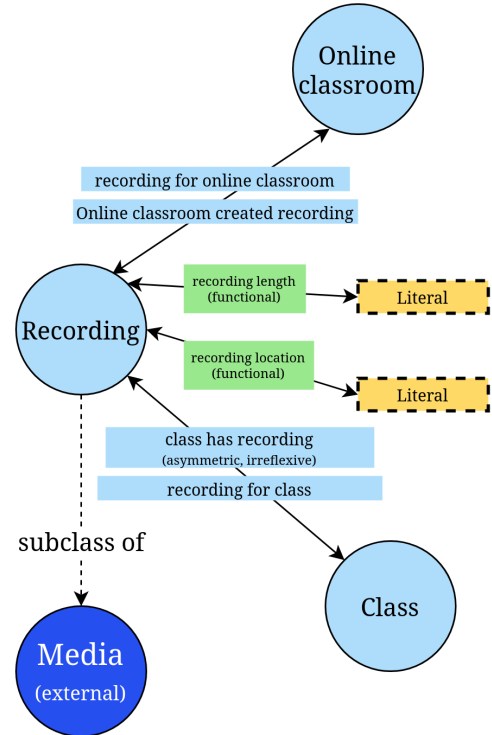 Online
classroom
recording for online classroom
Online classroom created recording
recording length
(functional)
Literal
Recording
recording location
(functional)
Literal
class has recording
(asymmetric, irreflexive)
recording for class
subclass of
Class
Media
(external)